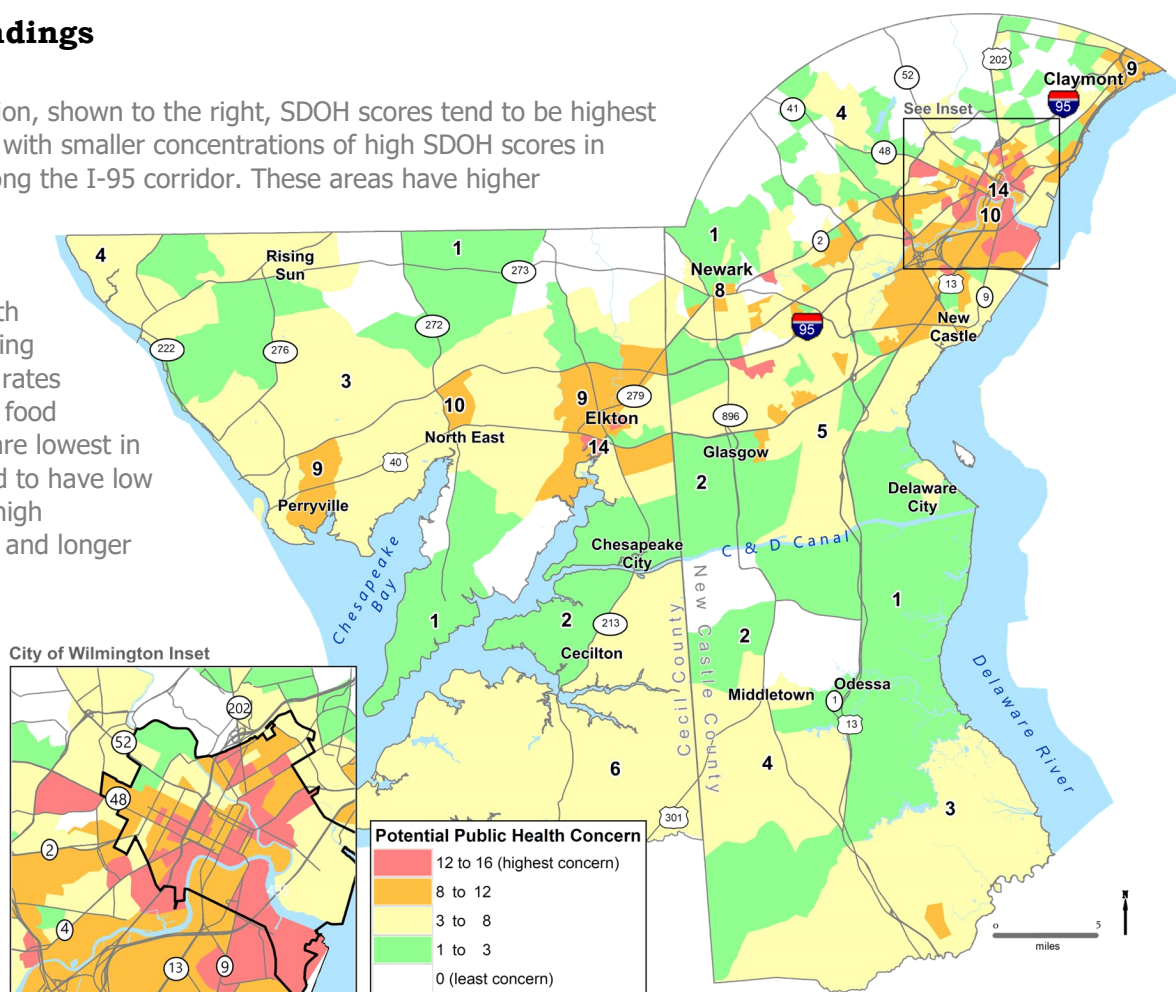 dings
ion, shown to the right, SDOH scores tend to be highest
with smaller concentrations of high SDOH scores in
ong the I-95 corridor. These areas have higher
th
ing
rates
food
are lowest in
d to have low
high
and longer
202
52
Claymont
9
95
41
4
See Inset
48
14
10
1
2
Newark
8
13
9
95
New
Castle
4
Rising
Sun
1
273
272
222
276
3
10
North East
9
Elkton
279
14
896
5
Glasgow
9
40
Perryville
2
Delaware
City
Chesapeake
City
C & D Canal
Chesapeake
Bay
1
2
213
Cecilton
Cecil County
New Castle County
2
1
Middletown
Odessa
1
13
Delaware River
6
4
3
301
City of Wilmington Inset
202
52
48
2
4
13
9
Potential Public Health Concern
12 to 16 (highest concern)
8 to 12
3 to 8
1 to 3
0 (least concern)
N
0 5
miles